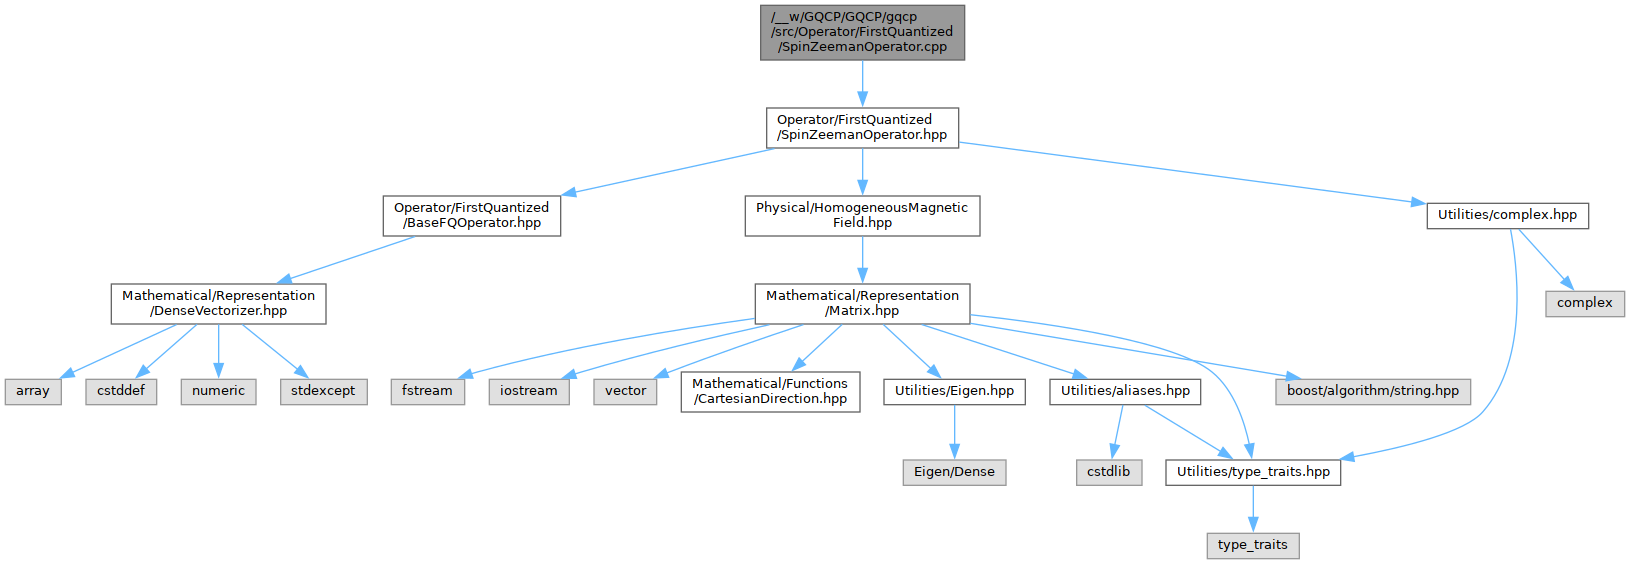 /__w/GQCP/GQCP/gqcp
/src/Operator/FirstQuantized
/SpinZeemanOperator.cpp
Operator/FirstQuantized
/SpinZeemanOperator.hpp
Operator/FirstQuantized
/BaseFQOperator.hpp
Physical/HomogeneousMagnetic
Field.hpp
Utilities/complex.hpp
Mathematical/Representation
/DenseVectorizer.hpp
Mathematical/Representation
/Matrix.hpp
complex
array
cstddef
numeric
stdexcept
fstream
iostream
vector
Mathematical/Functions
/CartesianDirection.hpp
Utilities/Eigen.hpp
Utilities/aliases.hpp
boost/algorithm/string.hpp
Eigen/Dense
cstdlib
Utilities/type_traits.hpp
type_traits